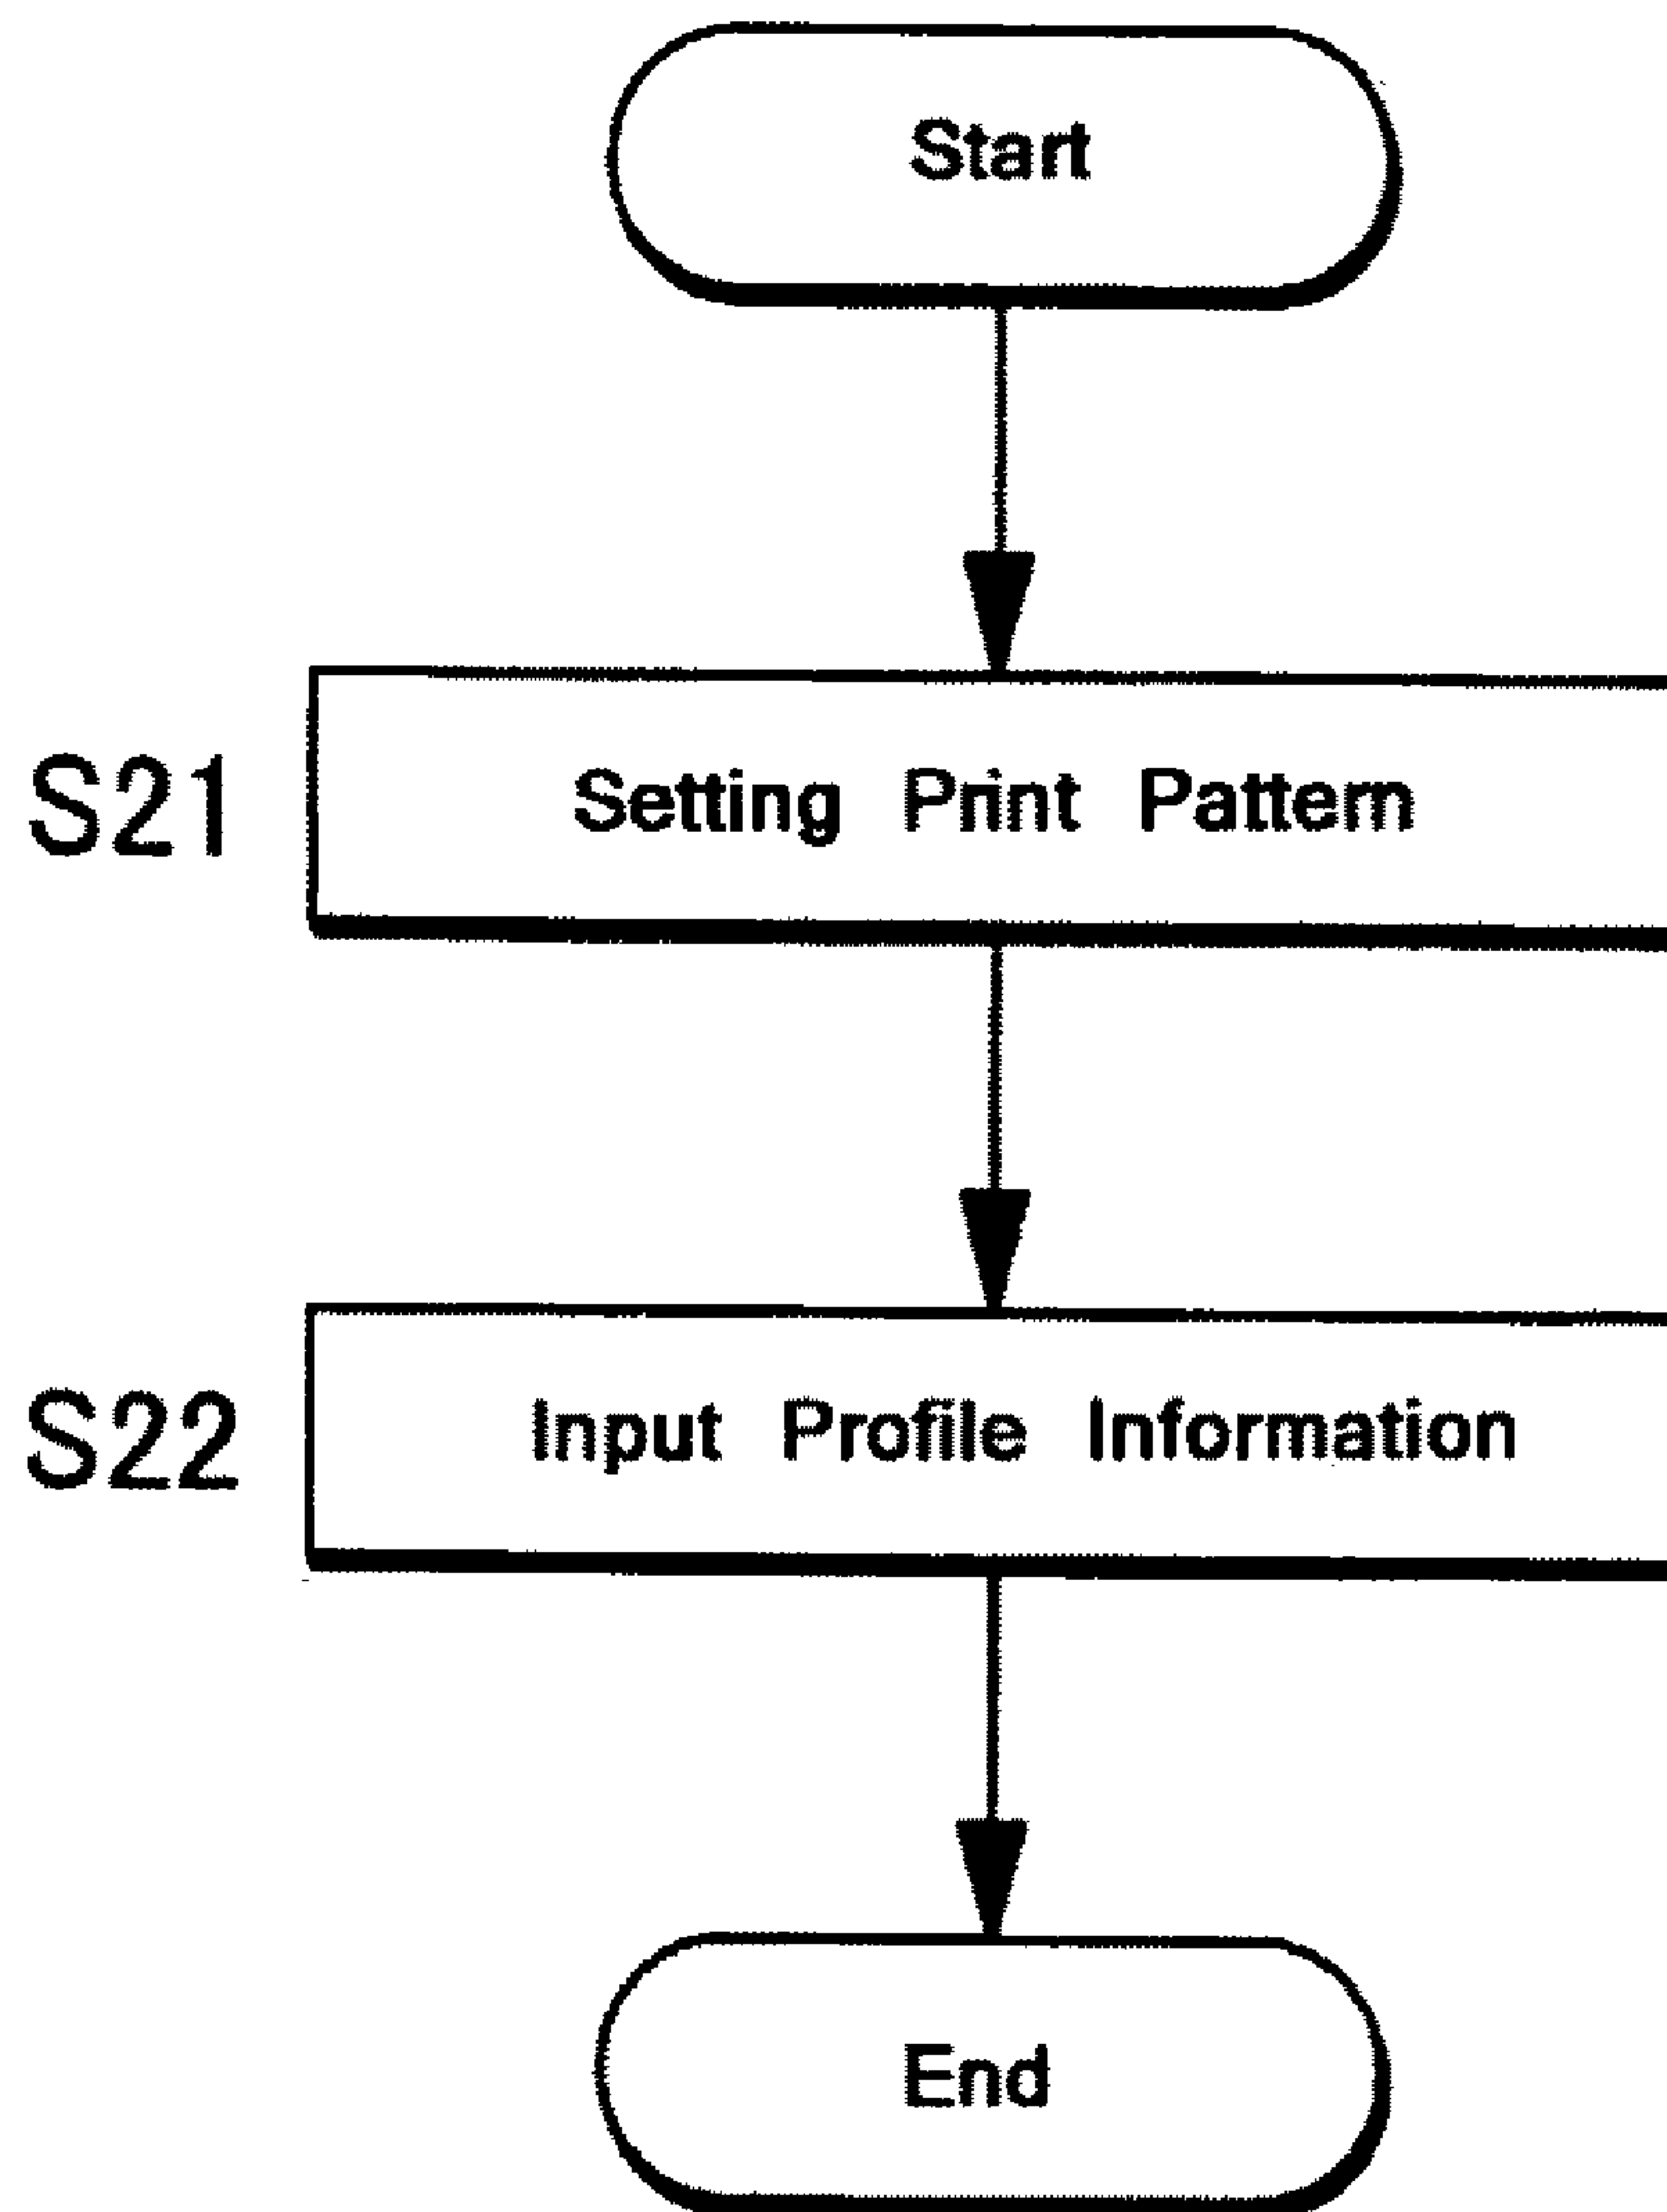 Start
S21 Setting Print Pattern
S22 Input Profile Information
End